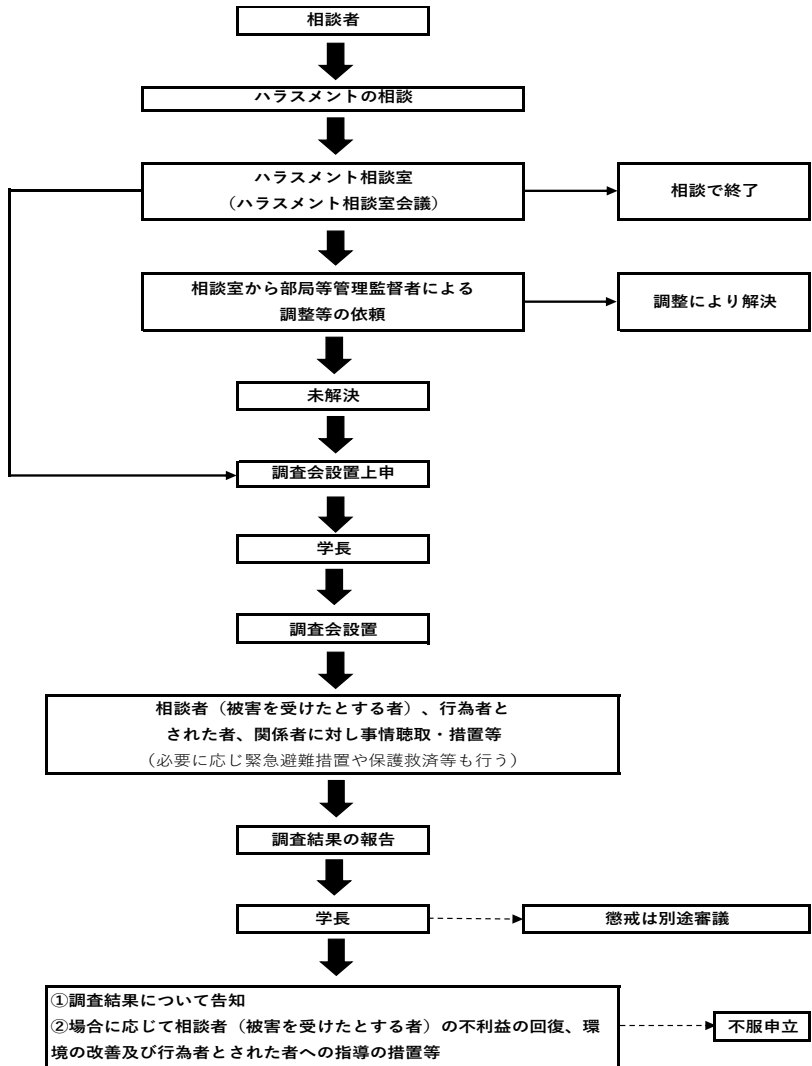 相談者
ハラスメントの相談
ハラスメント相談室
（ハラスメント相談室会議）
相談で終了
相談室から部局等管理監督者による
調整等の依頼
調整により解決
未解決
調査会設置上申
学長
調査会設置
相談者（被害を受けたとする者）、行為者と
された者、関係者に対し事情聴取・措置等
（必要に応じ緊急避難措置や保護救済等も行う）
調査結果の報告
学長
懲戒は別途審議
①調査結果について告知
②場合に応じて相談者（被害を受けたとする者）の不利益の回復、環
境の改善及び行為者とされた者への指導の措置等
不服申立